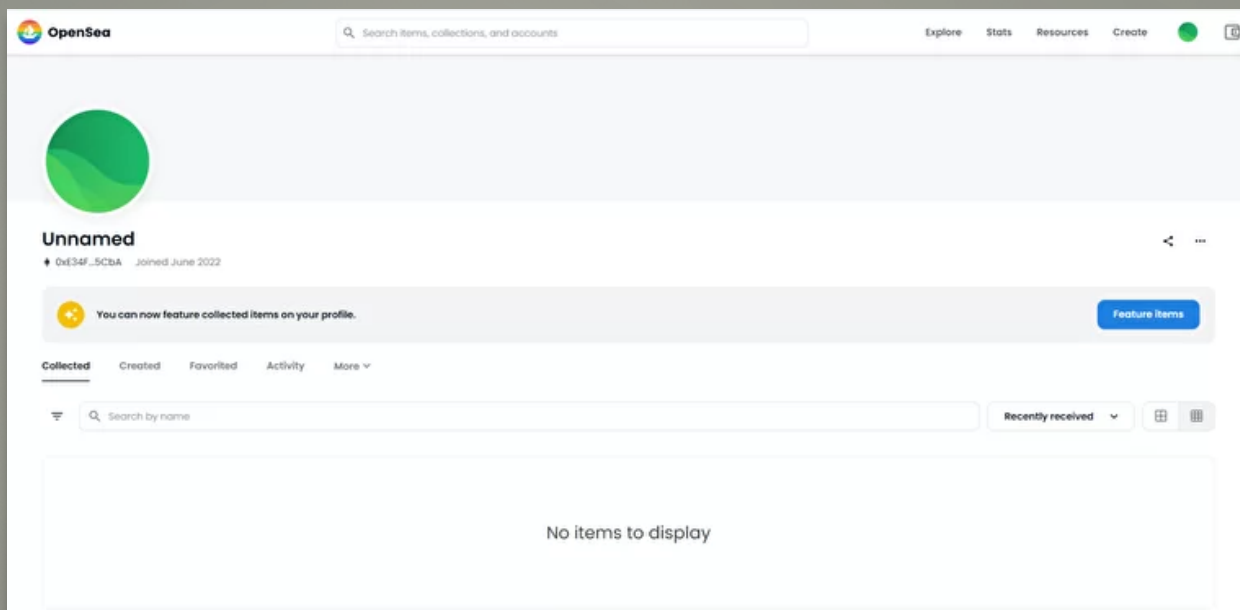 OpenSea
Search items, collections, and accounts
Explore Stats Resources Create
Unnamed
0xE34F...5CbA Joined June 2022
You can now feature collected items on your profile.
Feature items
Collected Created Favorited Activity More
Search by name
Recently received
No items to display